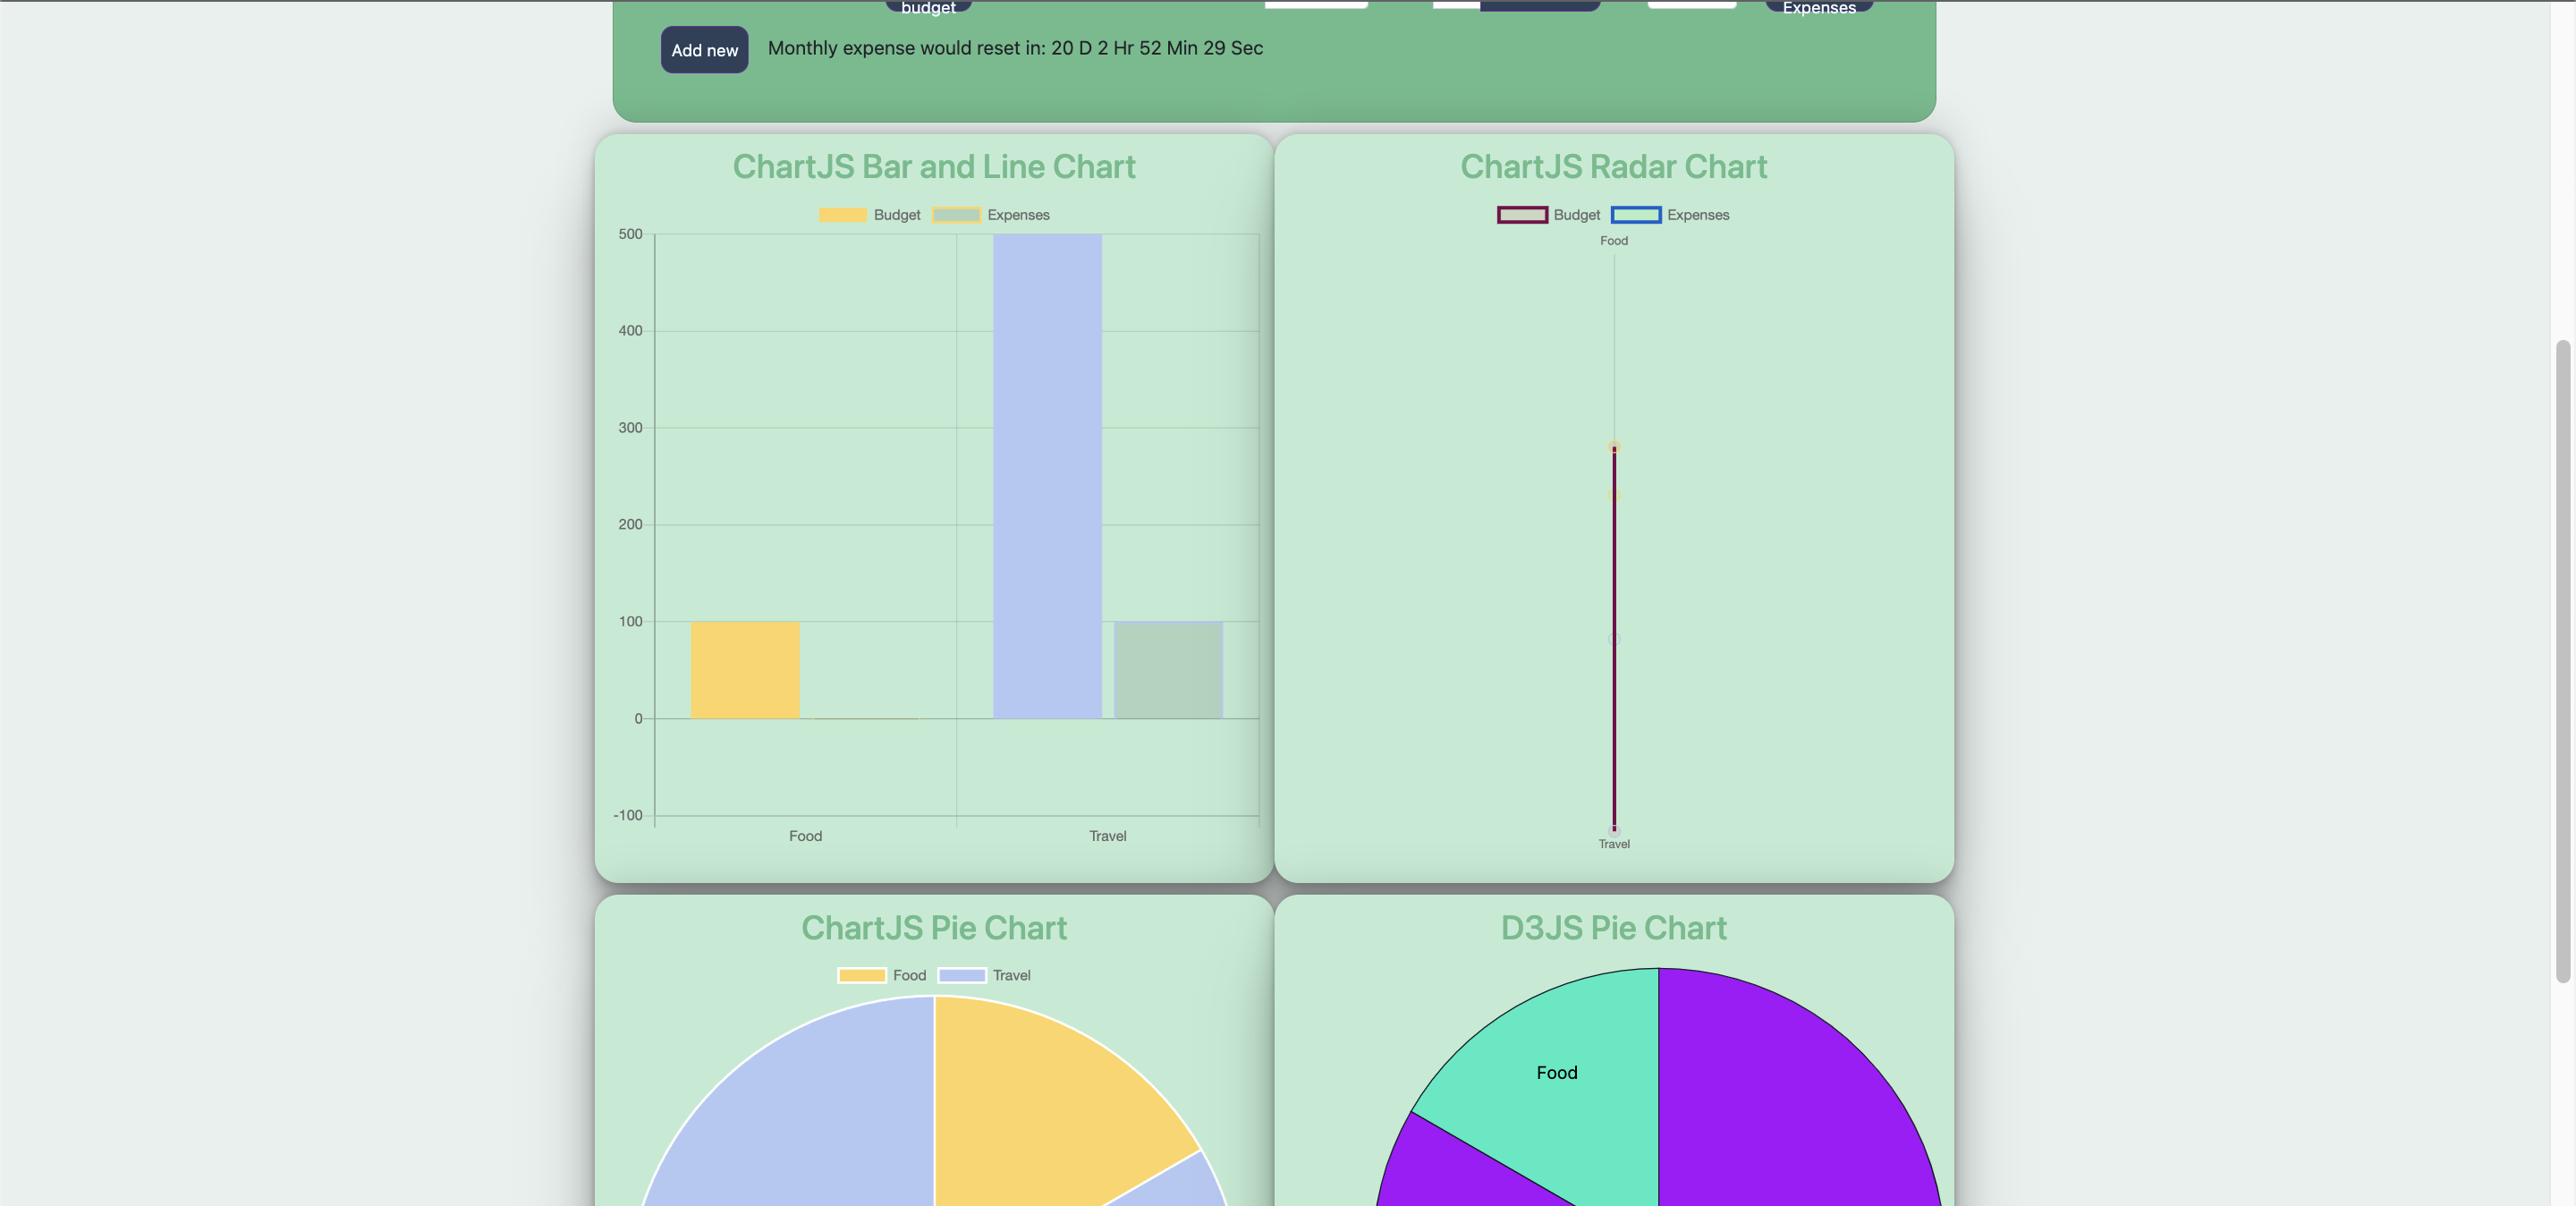 budget
Expenses
Add new
Monthly expense would reset in: 20 D 2 Hr 52 Min 29 Sec
ChartJS Bar and Line Chart
Budget Expenses
500
400
300
200
100
0
-100
Food Travel
ChartJS Radar Chart
Budget Expenses
Food
Travel
ChartJS Pie Chart
Food Travel
D3JS Pie Chart
Food